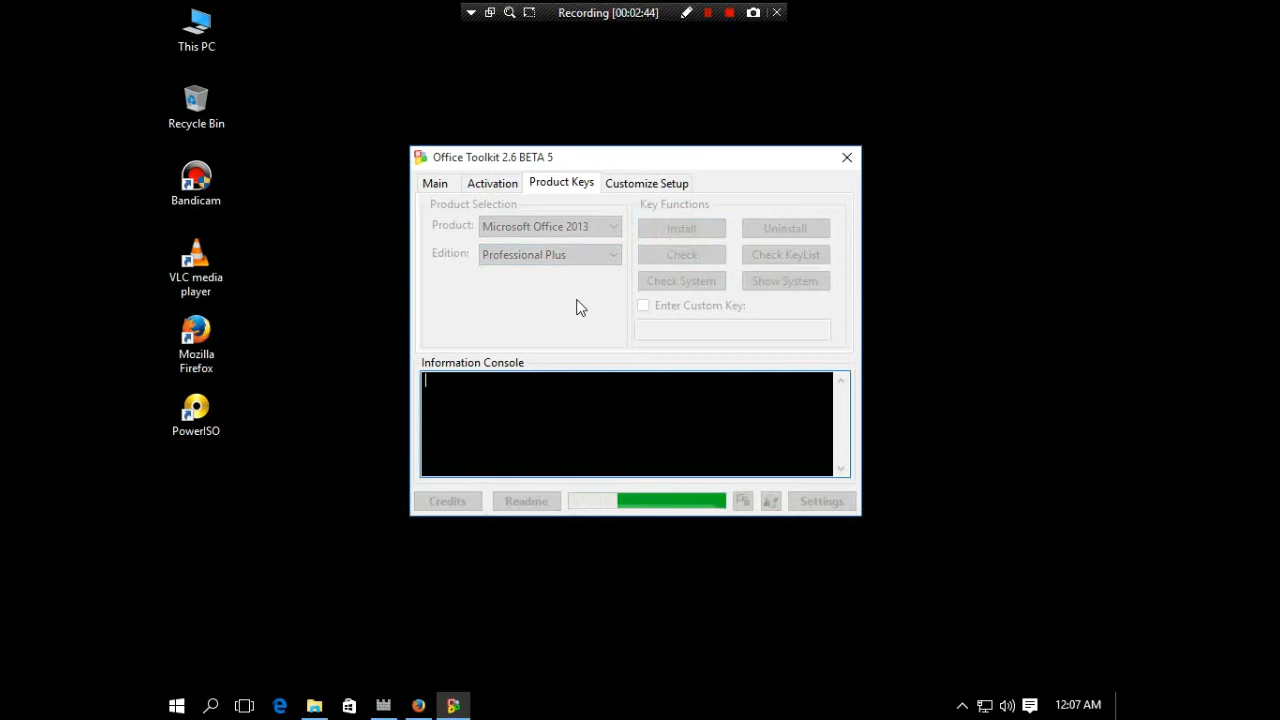 Recording [00:02:44]
This PC
Recycle Bin
Bandicam
VLC media
player
Mozilla
Firefox
PowerISO
Office Toolkit 2.6 BETA 5
Main Activation Product Keys Customize Setup
Product Selection
Product: Microsoft Office 2013
Edition: Professional Plus
Key Functions
Install Uninstall
Check Check KeyList
Check System Show System
Enter Custom Key:
Information Console
Credits Readme Settings
12:07 AM